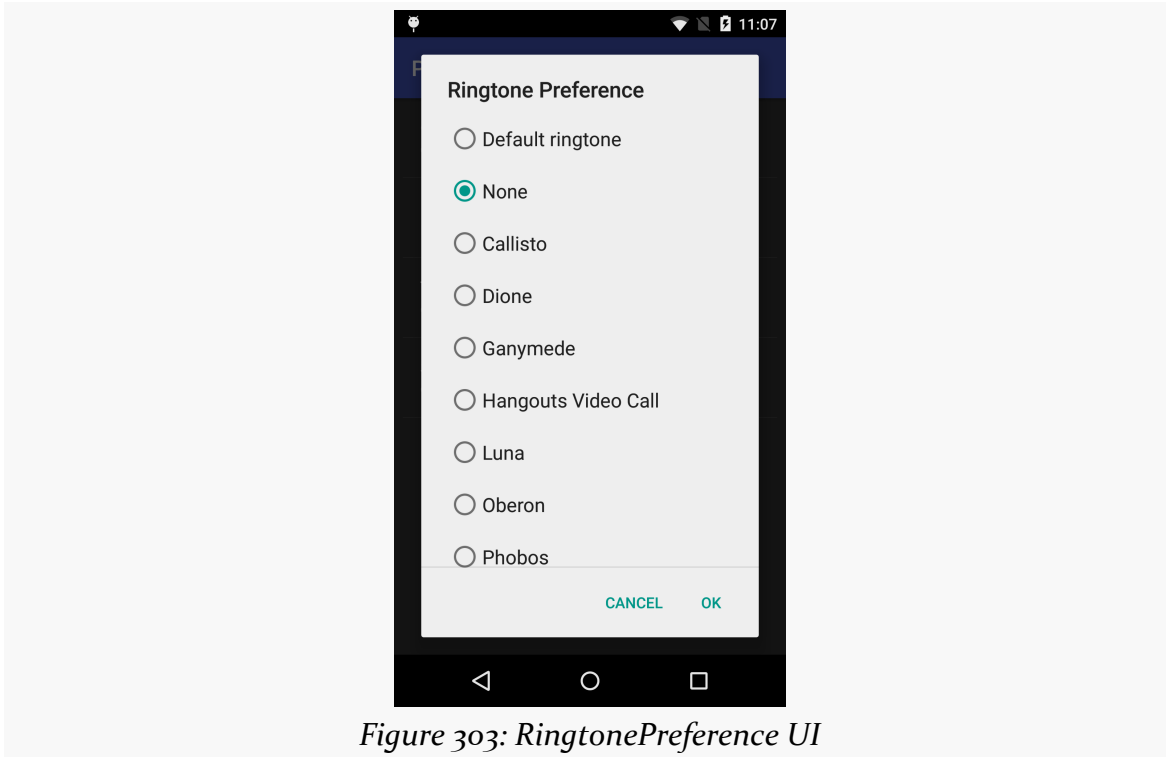 11:07
P
Ringtone Preference
Default ringtone
None
Callisto
Dione
Ganymede
Hangouts Video Call
Luna
Oberon
Phobos
CANCEL OK
Figure 303: RingtonePreference UI